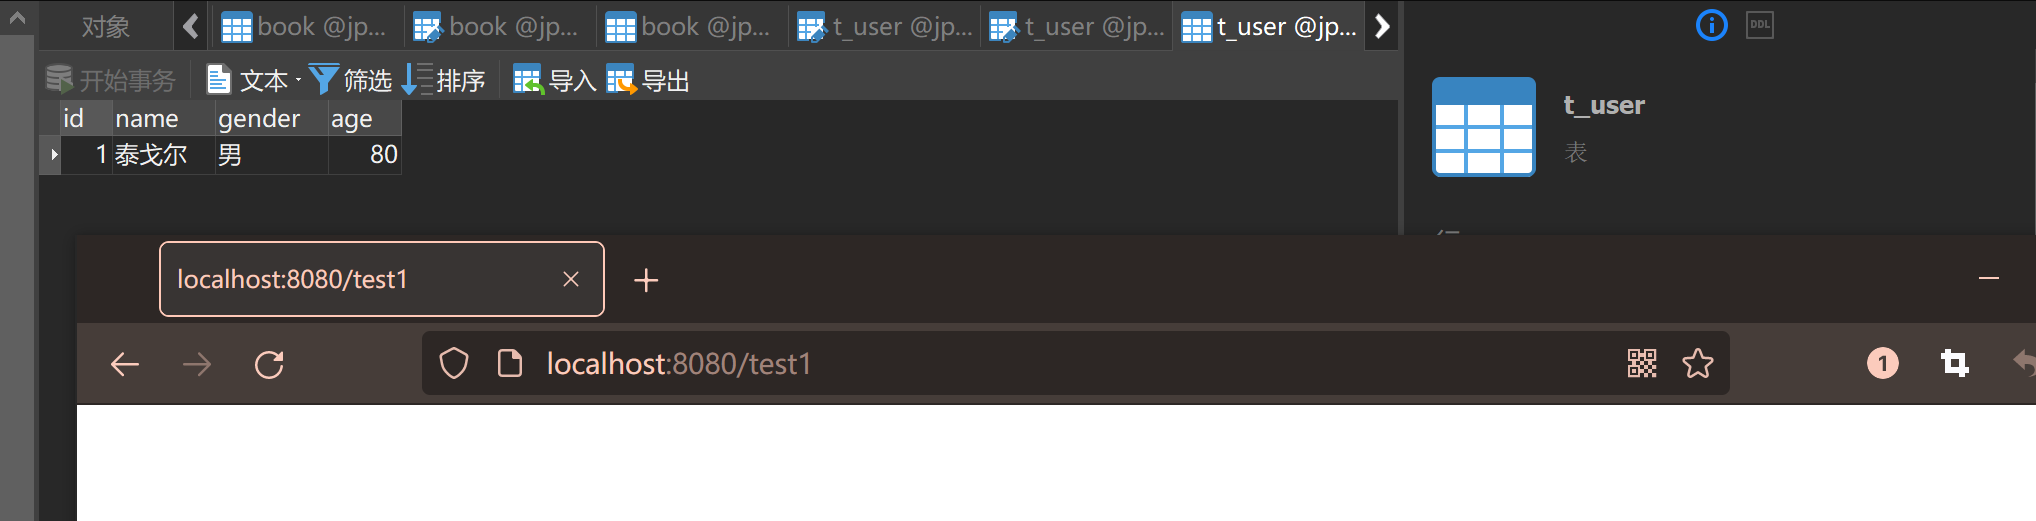 对象 book @jp... book @jp... book @jp... t_user @jp... t_user @jp... t_user @jp... DDL
开始事务 文本 筛选 排序 导入 导出
id name gender age
1 泰戈尔 男 80
t_user
表
localhost:8080/test1
localhost:8080/test1 1